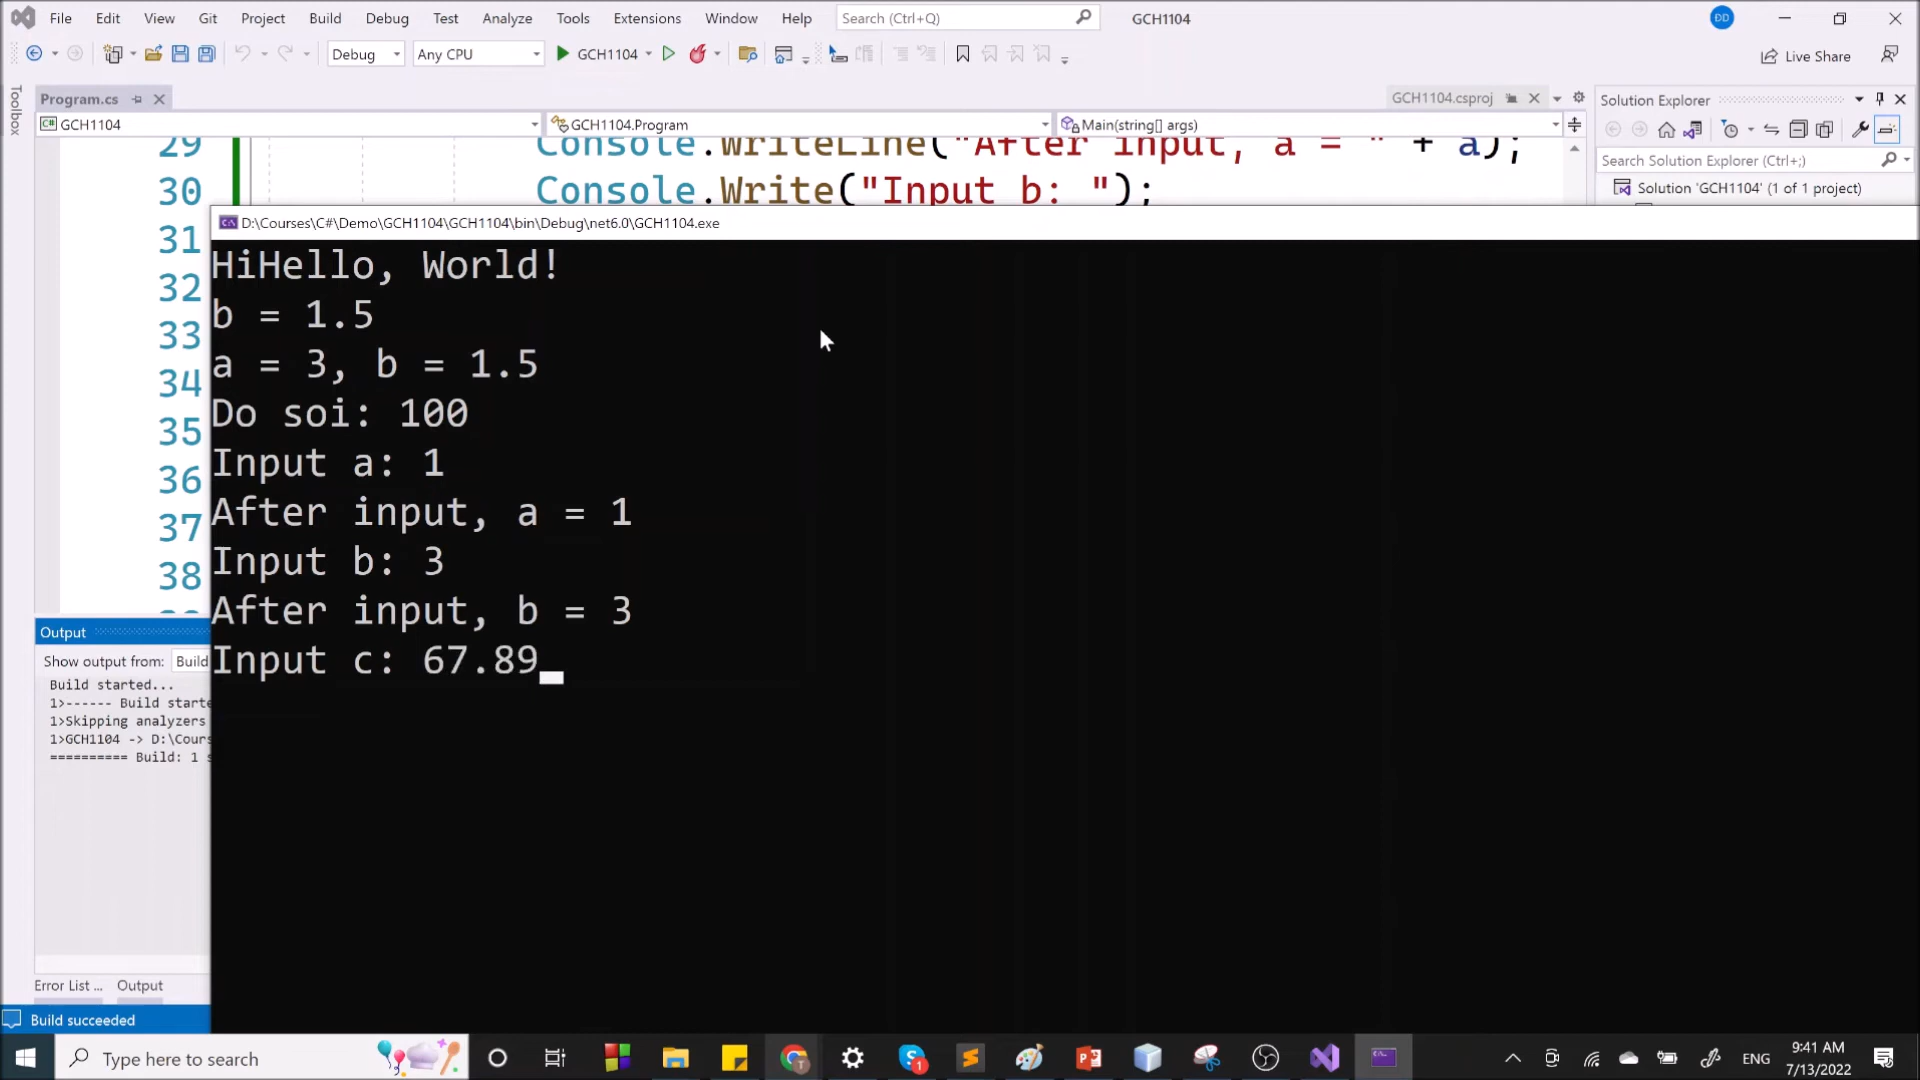 File Edit View Git Project Build Debug Test Analyze Tools Extensions Window Help Search (Ctrl+Q) GCH1104 ĐD
Debug Any CPU GCH1104 Live Share
Toolbox
Program.cs GCH1104.csproj
GCH1104 GCH1104.Program Main(string[] args)
Solution Explorer
Search Solution Explorer (Ctrl+;)
Solution 'GCH1104' (1 of 1 project)
29 Console.WriteLine("After input, a = " + a);
30 Console.Write("Input b: ");
31
32
33
34
35
36
37
38
D:\Courses\C#\Demo\GCH1104\GCH1104\bin\Debug\net6.0\GCH1104.exe
HiHello, World!
b = 1.5
a = 3, b = 1.5
Do soi: 100
Input a: 1
After input, a = 1
Input b: 3
After input, b = 3
Input c: 67.89
Output
Show output from: Build
Build started...
1>------ Build starte
1>Skipping analyzers
1>GCH1104 -> D:\Cours
========== Build: 1 s
Error List ... Output
Build succeeded
Type here to search
1
ENG
9:41 AM
7/13/2022